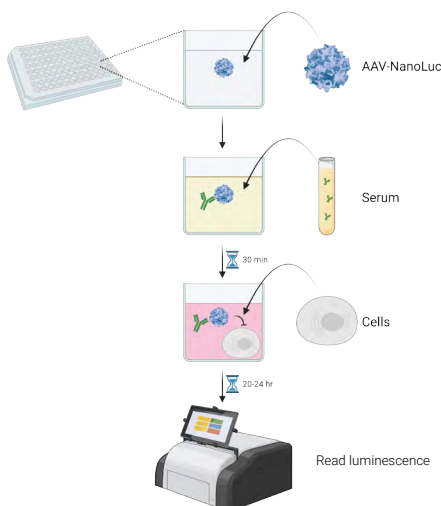 AAV-NanoLuc
Serum
30 min
Cells
20-24 hr
Read luminescence